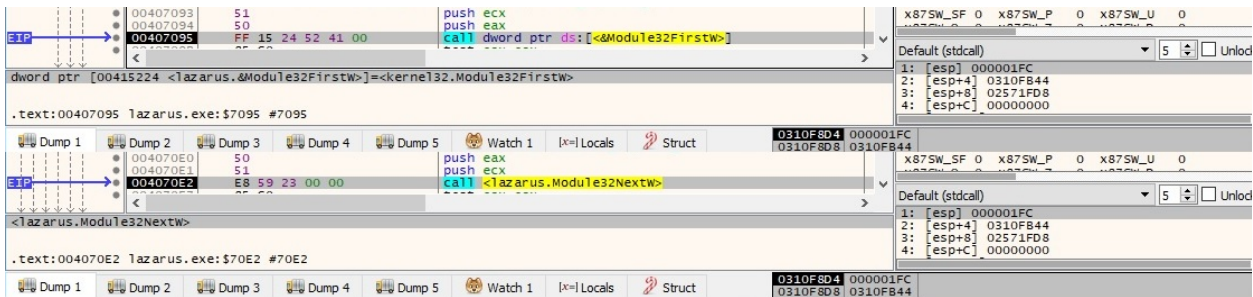 00407093 51 push ecx x87SW_SF 0 x87SW_P 0 x87SW_U 0
00407094 50 push eax
EIP 00407095 FF 15 24 52 41 00 call dword ptr ds:[<&Module32FirstW>]
Default (stdcall) 5 Unloc
dword ptr [00415224 <lazarus.&Module32FirstW>]=<kernel32.Module32FirstW>
1: [esp] 000001FC
2: [esp+4] 0310FB44
3: [esp+8] 02571FD8
4: [esp+C] 00000000
.text:00407095 lazarus.exe:$7095 #7095
Dump 1 Dump 2 Dump 3 Dump 4 Dump 5 Watch 1 [x=] Locals Struct
0310F8D4 000001FC
0310F8D8 0310FB44
004070E0 50 push eax x87SW_SF 0 x87SW_P 0 x87SW_U 0
004070E1 51 push ecx
EIP 004070E2 E8 59 23 00 00 call <lazarus.Module32NextW>
Default (stdcall) 5 Unloc
<lazarus.Module32NextW>
1: [esp] 000001FC
2: [esp+4] 0310FB44
3: [esp+8] 02571FD8
4: [esp+C] 00000000
.text:004070E2 lazarus.exe:$70E2 #70E2
Dump 1 Dump 2 Dump 3 Dump 4 Dump 5 Watch 1 [x=] Locals Struct
0310F8D4 000001FC
0310F8D8 0310FB44